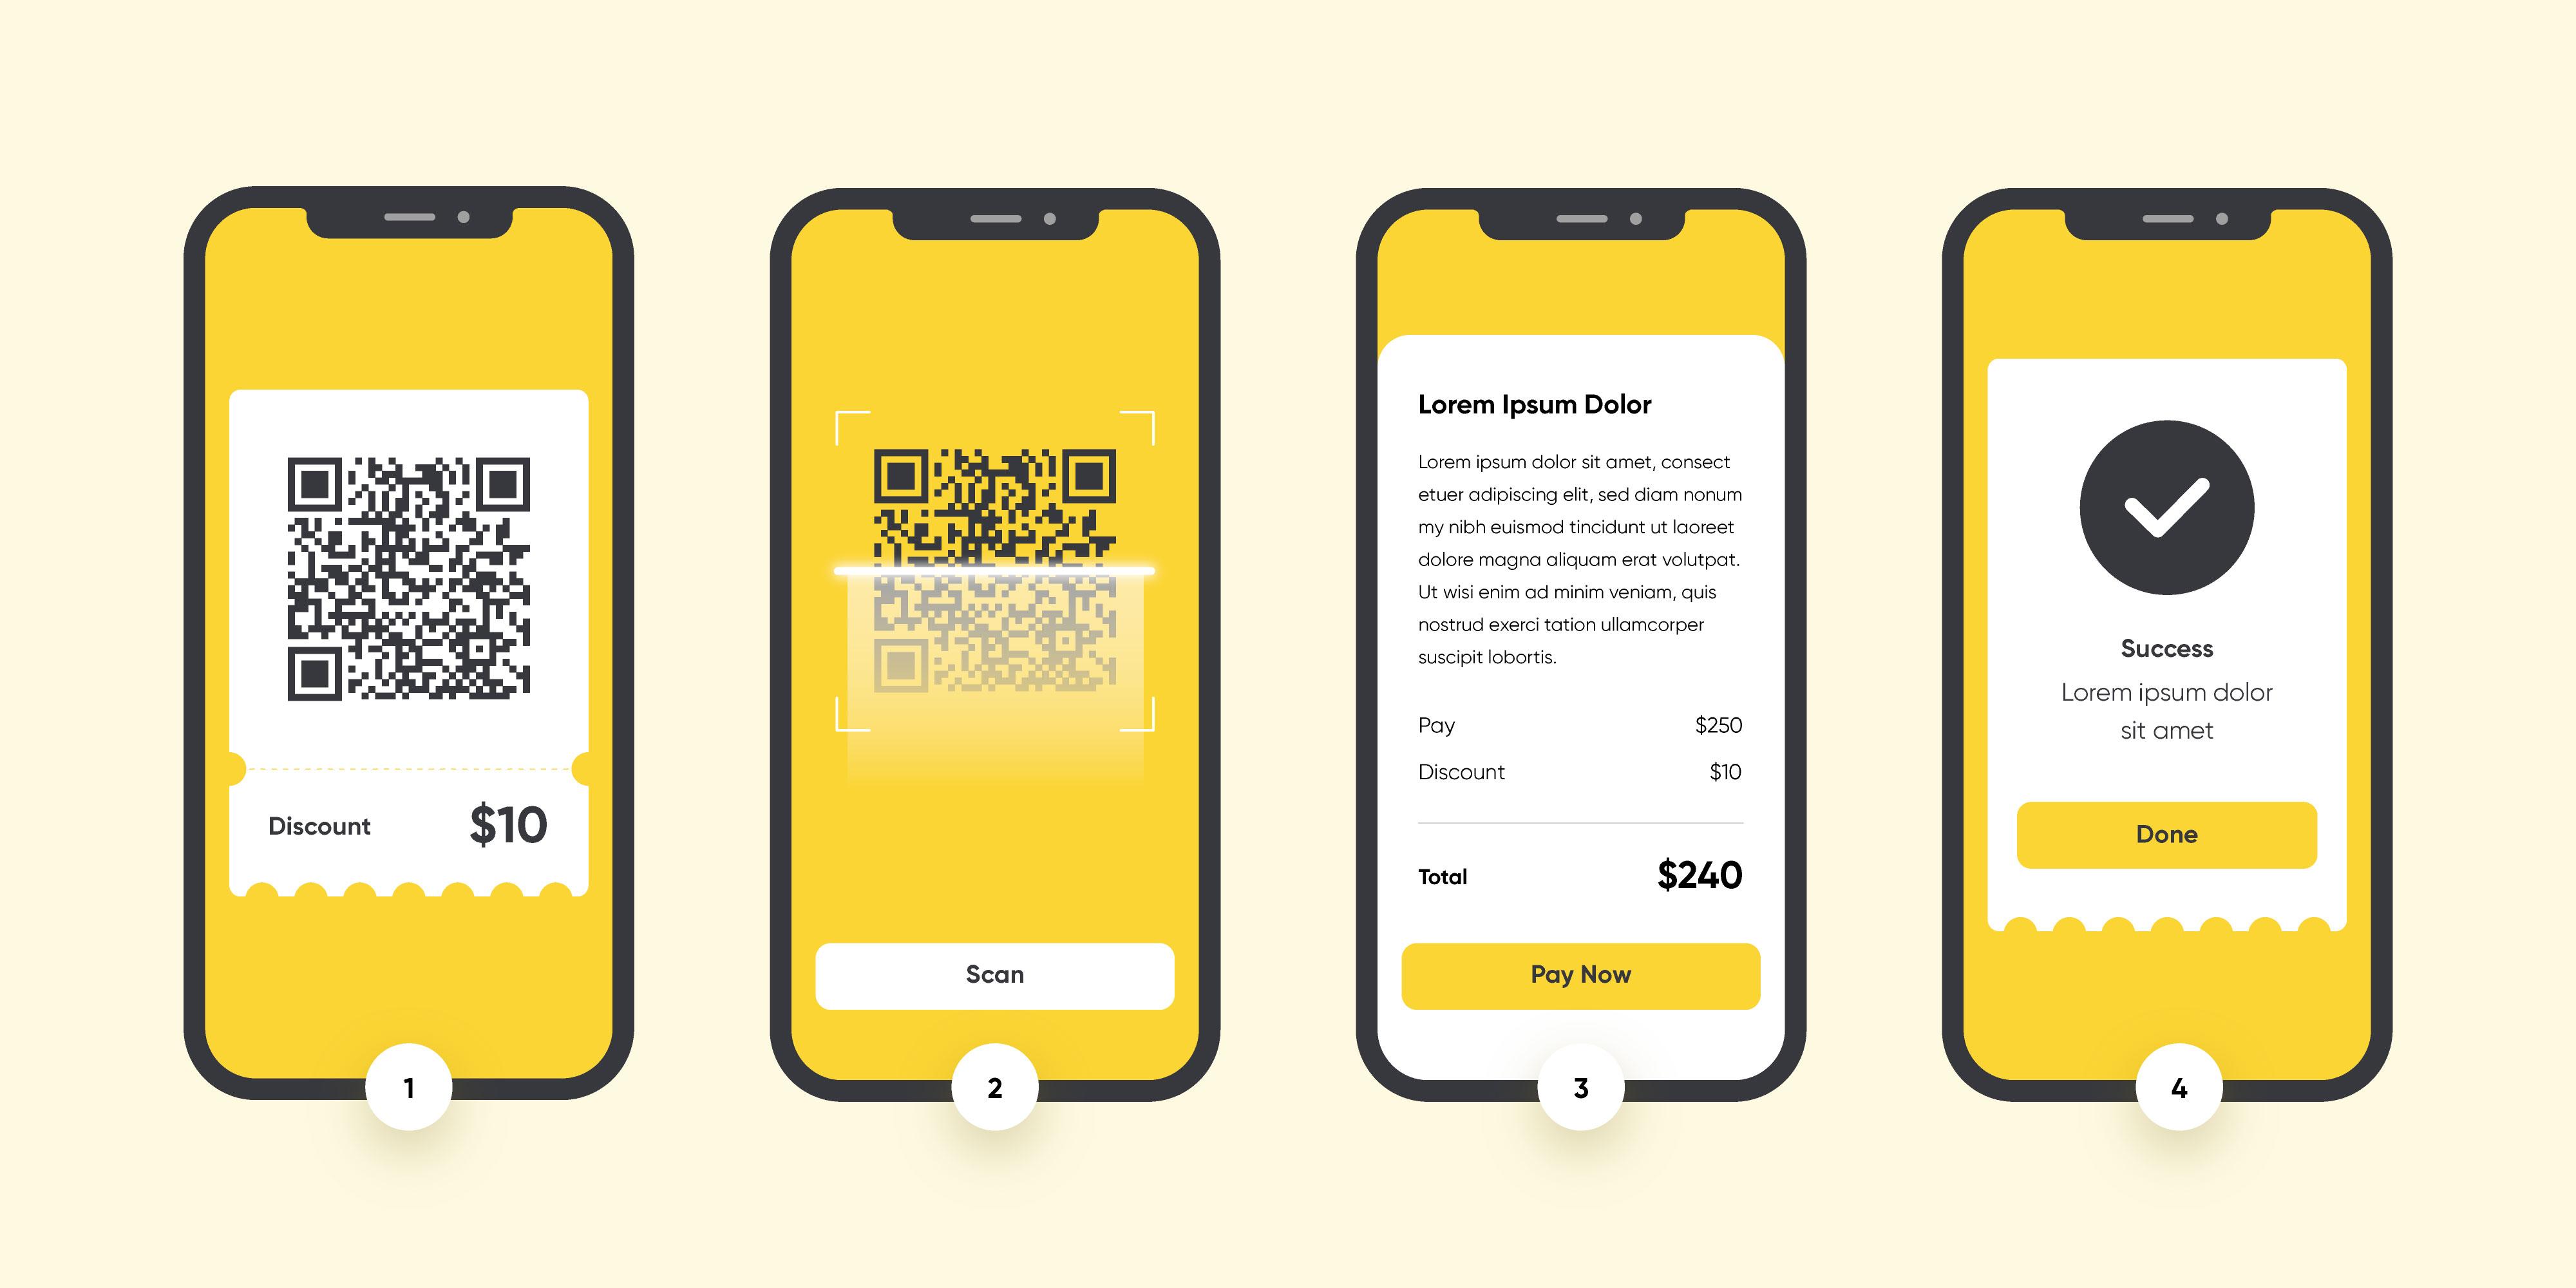 Discount $10
1
Scan
2
Lorem Ipsum Dolor
Lorem ipsum dolor sit amet, consect
etuer adipiscing elit, sed diam nonum
my nibh euismod tincidunt ut laoreet
dolore magna aliquam erat volutpat.
Ut wisi enim ad minim veniam, quis
nostrud exerci tation ullamcorper
suscipit lobortis.
Pay $250
Discount $10
Total $240
Pay Now
3
Success
Lorem ipsum dolor
sit amet
Done
4